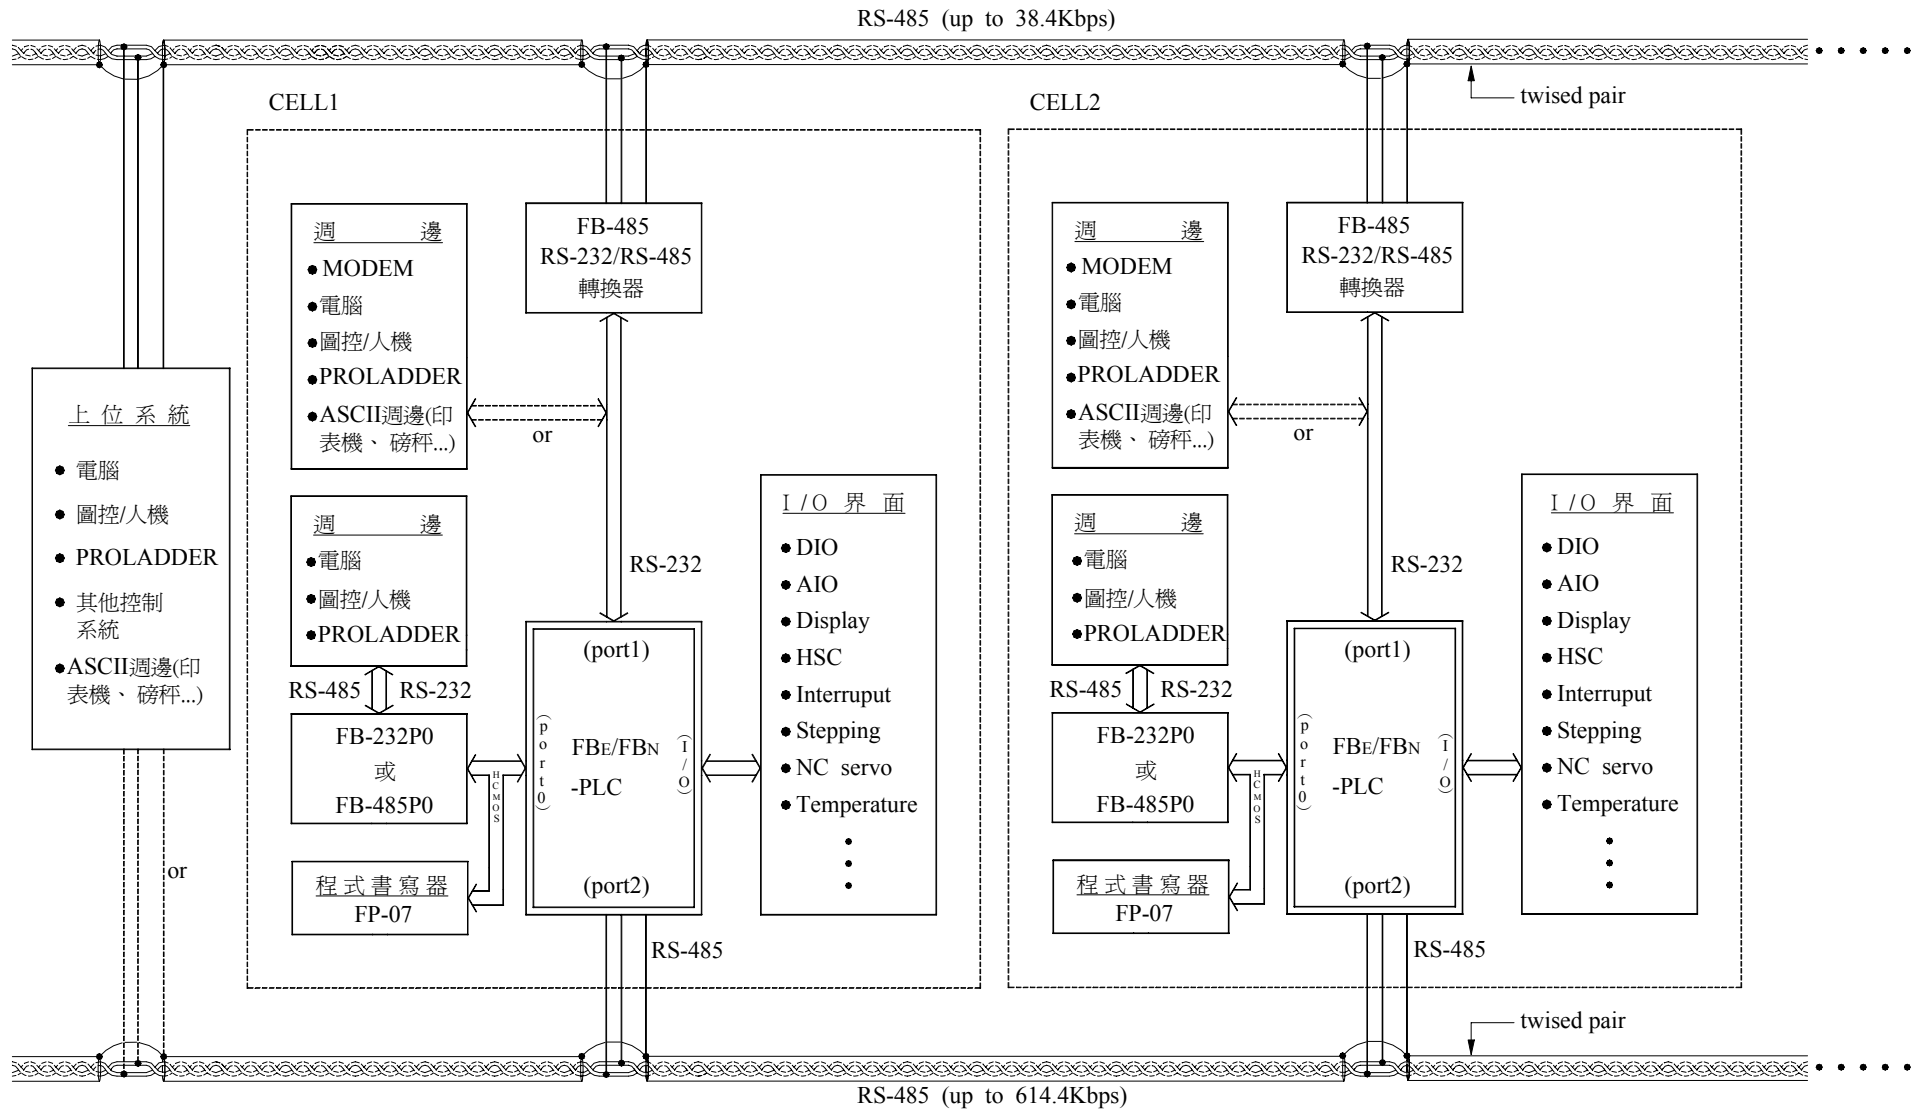 RS-485 (up to 38.4Kbps)
twised pair
CELL1
CELL2
上位系統
● 電腦
● 圖控/人機
● PROLADDER
● 其他控制
系統
●ASCII週邊(印
表機、磅秤...)
or
週 邊
●MODEM
●電腦
●圖控/人機
●PROLADDER
●ASCII週邊(印
表機、磅秤...)
or
FB-485
RS-232/RS-485
轉換器
RS-232
週 邊
●電腦
●圖控/人機
●PROLADDER
RS-485
RS-232
FB-232P0
或
FB-485P0
HCMOS
程式書寫器
FP-07
(port1)
(port0)
FBE/FBN
-PLC
(I/O)
(port2)
RS-485
I/O界面
●DIO
●AIO
●Display
●HSC
●Interruput
●Stepping
●NC servo
●Temperature
週 邊
●MODEM
●電腦
●圖控/人機
●PROLADDER
●ASCII週邊(印
表機、磅秤...)
or
FB-485
RS-232/RS-485
轉換器
RS-232
週 邊
●電腦
●圖控/人機
●PROLADDER
RS-485
RS-232
FB-232P0
或
FB-485P0
HCMOS
程式書寫器
FP-07
(port1)
(port0)
FBE/FBN
-PLC
(I/O)
(port2)
RS-485
I/O界面
●DIO
●AIO
●Display
●HSC
●Interruput
●Stepping
●NC servo
●Temperature
twised pair
RS-485 (up to 614.4Kbps)